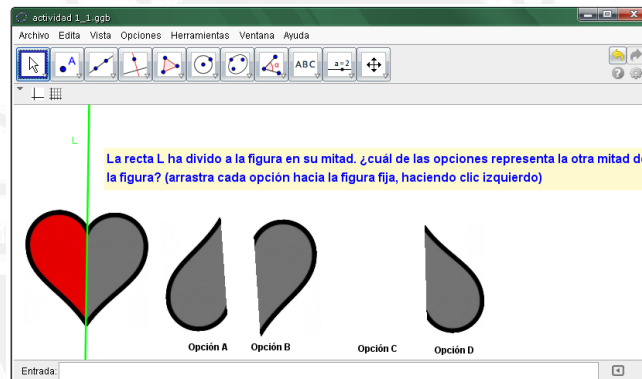 actividad 1_1.ggb
Archivo Edita Vista Opciones Herramientas Ventana Ayuda
A ABC a=2
L
La recta L ha divido a la figura en su mitad. ¿cuál de las opciones representa la otra mitad de
la figura? (arrastra cada opción hacia la figura fija, haciendo clic izquierdo)
Opción A Opción B Opción C Opción D
Entrada: